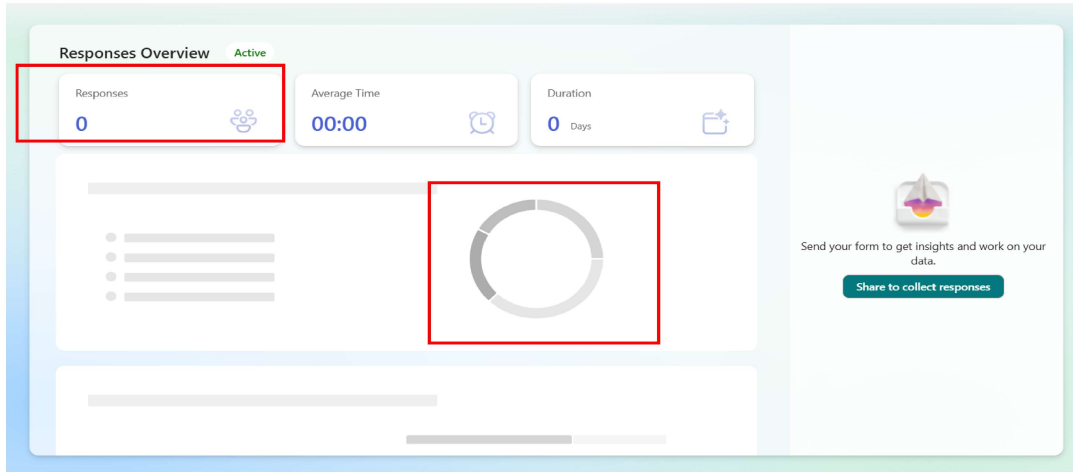 Responses Overview Active
Responses
0
Average Time
00:00
Duration
0 Days
Send your form to get insights and work on your
data.
Share to collect responses